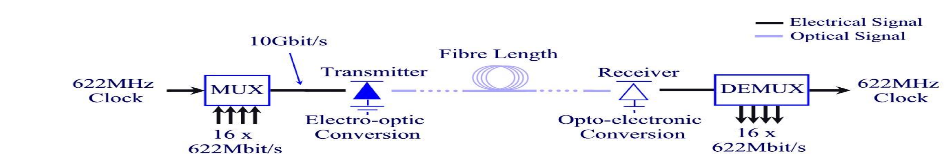 Electrical Signal
Optical Signal
10Gbit/s
Fibre Length
Transmitter
Receiver
622MHz
Clock
MUX
DEMUX
622MHz
Clock
Electro-optic
Conversion
Opto-electronic
Conversion
16 x
622Mbit/s
16 x
622Mbit/s